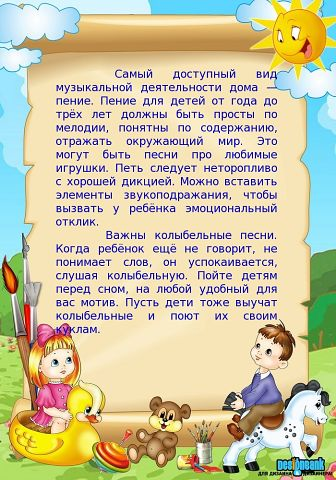 Самый доступный вид
музыкальной деятельности дома —
пение. Пение для детей от года до
трёх лет должны быть просты по
мелодии, понятны по содержанию,
отражать окружающий мир. Это
могут быть песни про любимые
игрушки. Петь следует неторопливо
с хорошей дикцией. Можно вставить
элементы звукоподражания, чтобы
вызвать у ребёнка эмоциональный
отклик.
Важны колыбельные песни.
Когда ребёнок ещё не говорит, не
понимает слов, он успокаивается,
слушая колыбельную. Пойте детям
перед сном, на любой удобный для
вас мотив. Пусть дети тоже выучат
колыбельные и поют их своим
куклам.
ДЛЯ ДИЗАЙНА